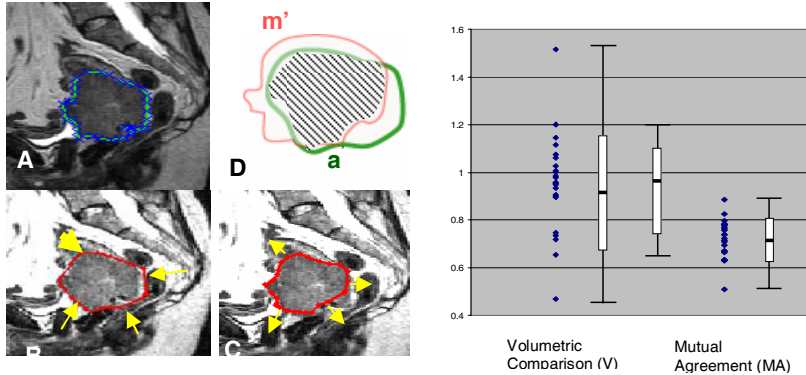 A
m'
D
a
B
C
1.6
1.4
1.2
1
0.8
0.6
0.4
Volumetric
Comparison (V)
Mutual
Agreement (MA)